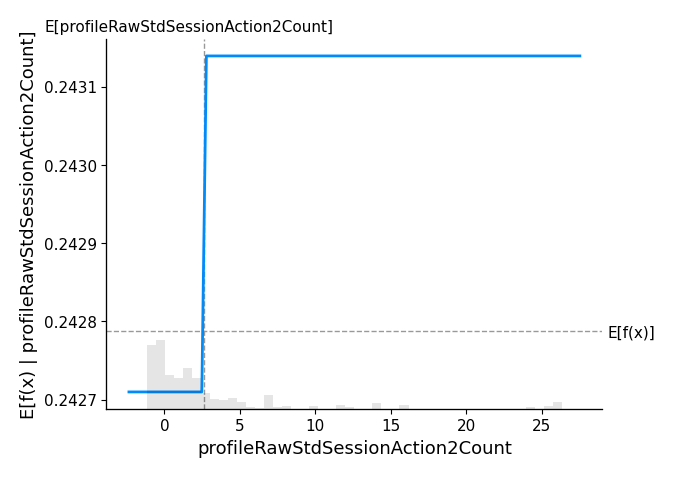 E[profileRawStdSessionAction2Count]
E[f(x) | profileRawStdSessionAction2Count]
0.2431
0.2430
0.2429
0.2428
0.2427
E[f(x)]
0 5 10 15 20 25
profileRawStdSessionAction2Count